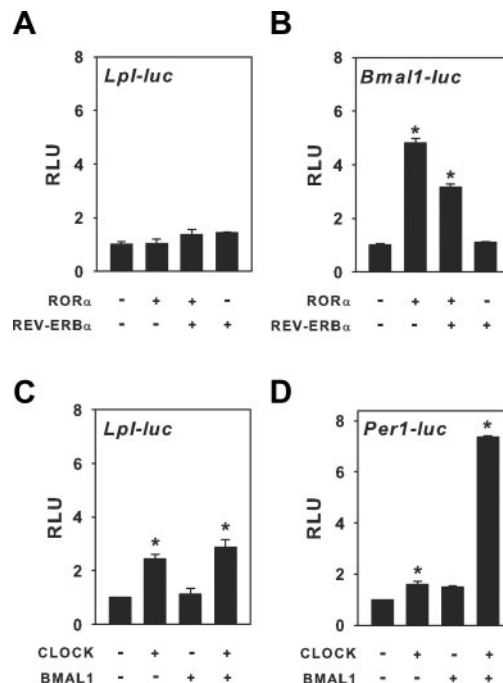 A
B
Lpl-luc
Bmal1-luc
RLU
8
6
4
2
0
RLU
8
6
4
2
0
*
*
RORα - + + -
REV-ERBα - - + +
RORα - + + -
REV-ERBα - - + +
C
D
Lpl-luc
Per1-luc
RLU
8
6
4
2
0
*
*
RLU
8
6
4
2
0
*
*
CLOCK - + - +
BMAL1 - - + +
CLOCK - + - +
BMAL1 - - + +